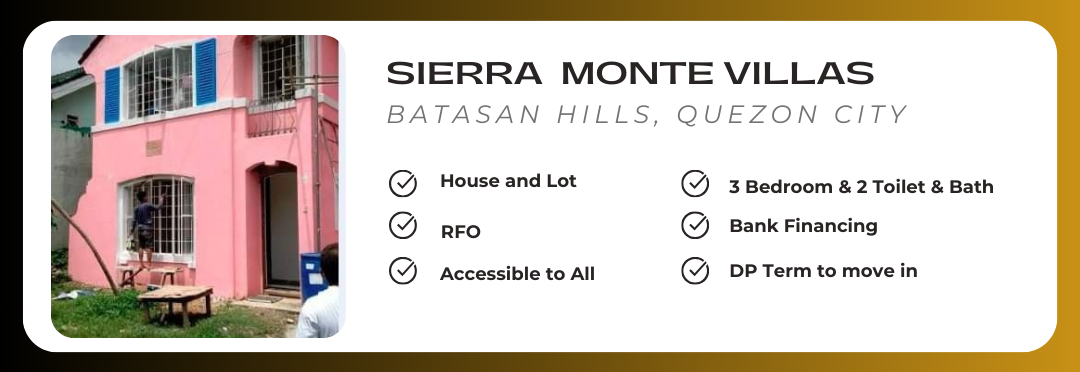 SIERRA MONTE VILLAS
BATASAN HILLS, QUEZON CITY
House and Lot
RFO
Accessible to All
3 Bedroom & 2 Toilet & Bath
Bank Financing
DP Term to move in